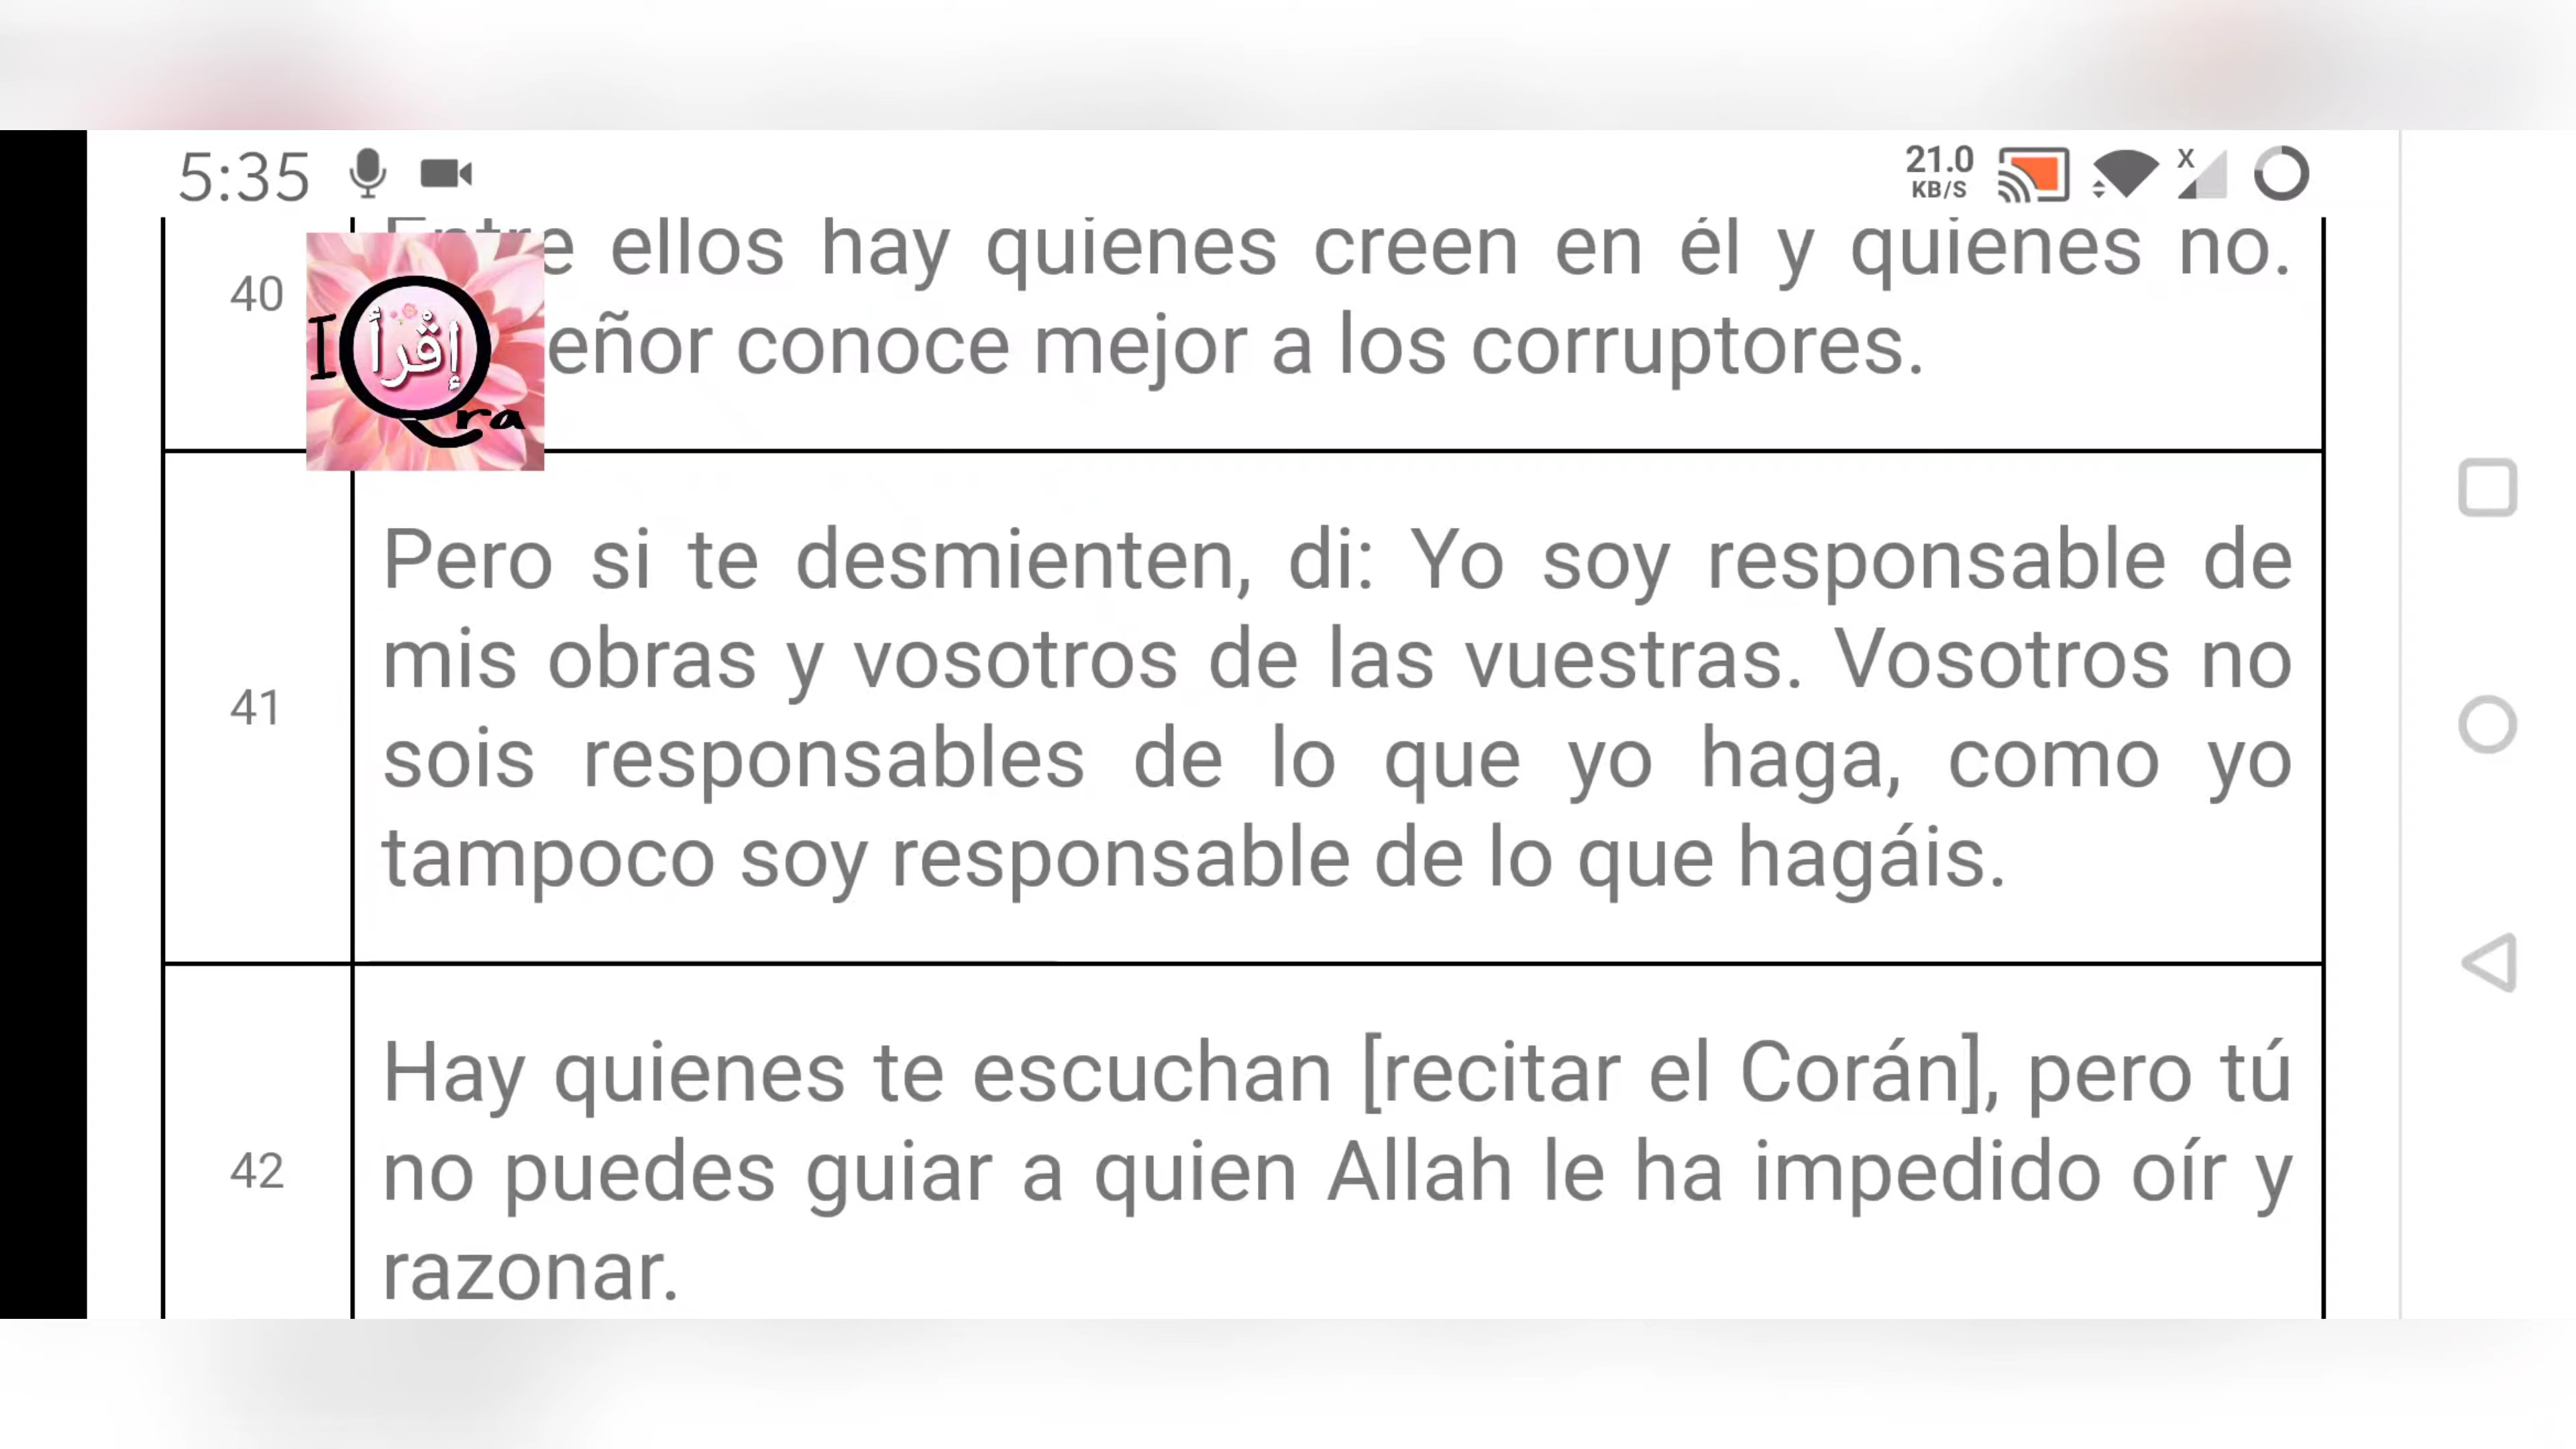 5:35
21.0
KB/S
ellos hay quienes creen en él y quienes no.
40
conoce mejor a los corruptores.
إقْرأ
IQra
Pero si te desmienten, di: Yo soy responsable de
mis obras y vosotros de las vuestras. Vosotros no
41
sois responsables de lo que yo haga, como yo
tampoco soy responsable de lo que hagáis.
Hay quienes te escuchan [recitar el Corán], pero tú
42
no puedes guiar a quien Allah le ha impedido oír y
razonar.